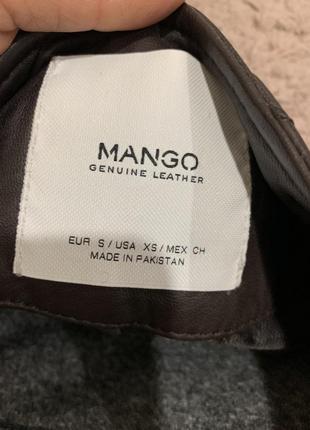 MANGO
GENUINE LEATHER
EUR S / USA XS / MEX CH
MADE IN PAKISTAN